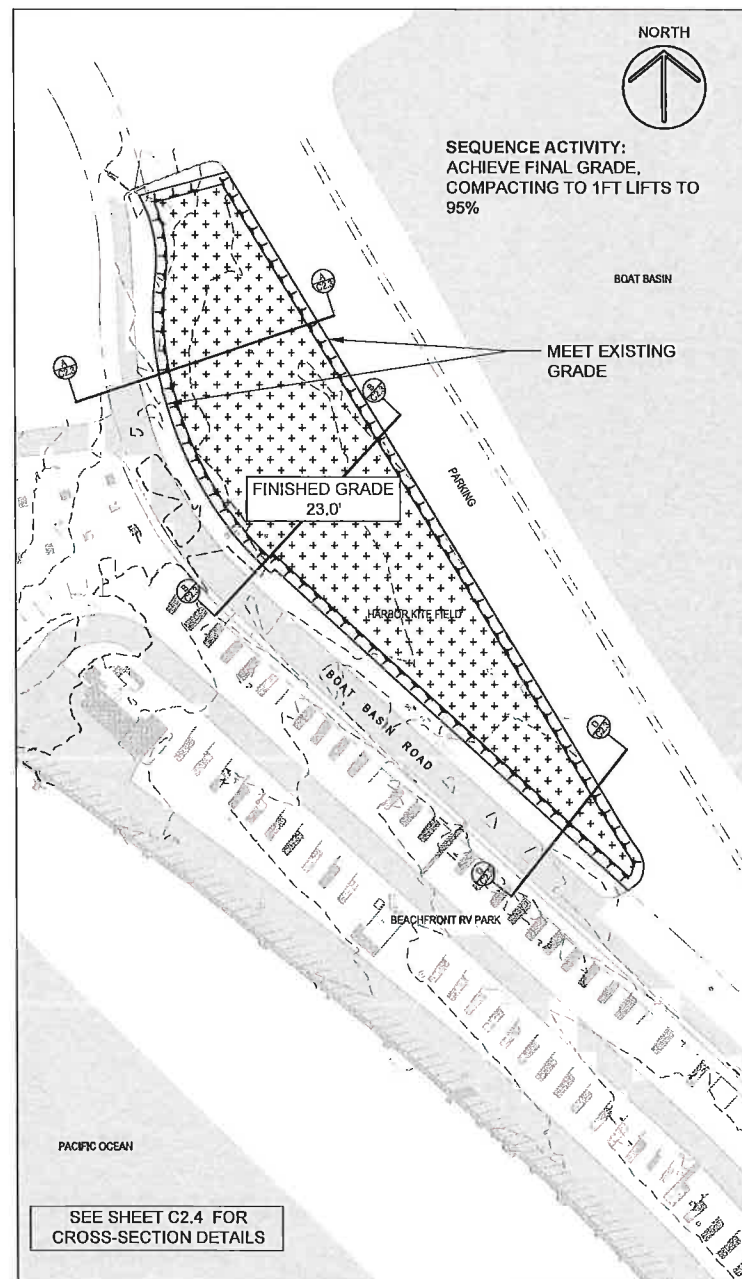 NORTH
SEQUENCE ACTIVITY:
ACHIEVE FINAL GRADE,
COMPACTING TO 1FT LIFTS TO
95%
BOAT BASIN
A
MEET EXISTING
GRADE
A
B
PARKING
FINISHED GRADE
23.0'
B
HARBOR KITE FIELD
BOAT BASIN ROAD
D
BEACHFRONT RV PARK
PACIFIC OCEAN
SEE SHEET C2.4 FOR
CROSS-SECTION DETAILS